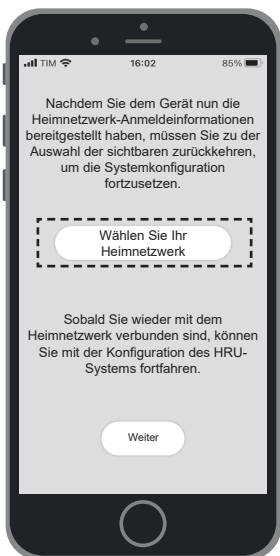 TIM 16:02 85%
Nachdem Sie dem Gerät nun die
Heimnetzwerk-Anmeldeinformationen
bereitgestellt haben, müssen Sie zu der
Auswahl der sichtbaren zurückkehren,
um die Systemkonfiguration
fortzusetzen.
Wählen Sie Ihr
Heimnetzwerk
Sobald Sie wieder mit dem
Heimnetzwerk verbunden sind, können
Sie mit der Konfiguration des HRU-
Systems fortfahren.
Weiter